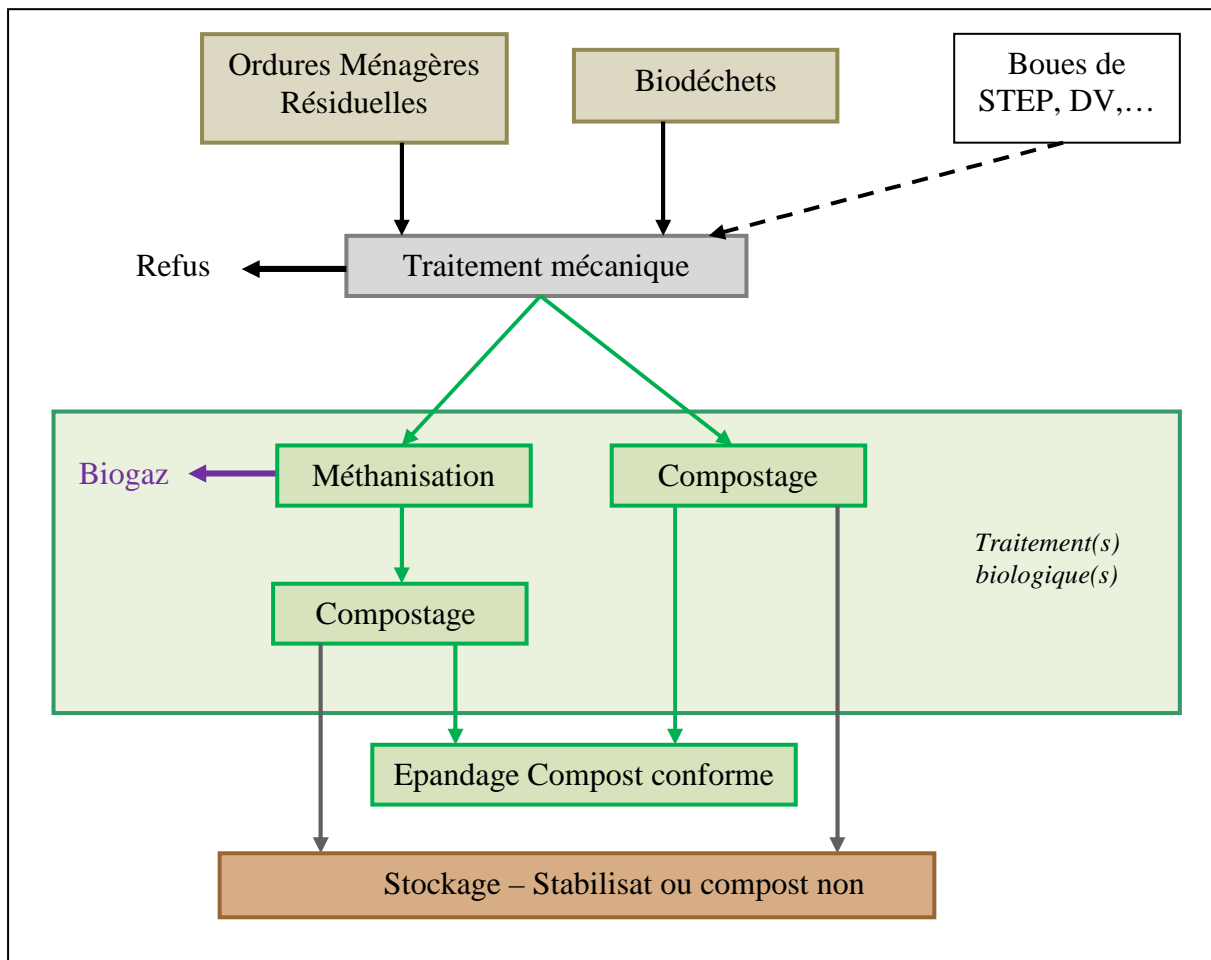 Ordures Ménagères
Résiduelles
Biodéchets
Boues de
STEP, DV,…
Refus
Traitement mécanique
Biogaz
Méthanisation
Compostage
Traitement(s)
biologique(s)
Compostage
Epandage Compost conforme
Stockage – Stabilisat ou compost non